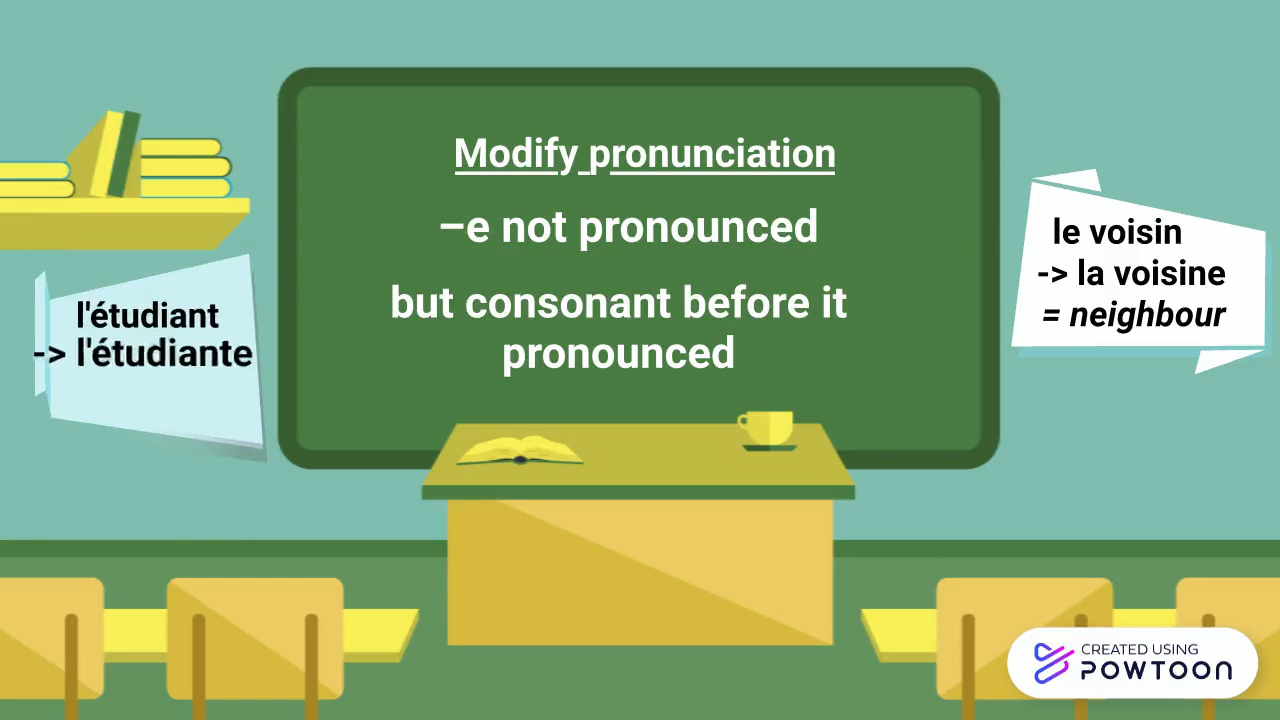 Modify pronunciation
–e not pronounced
but consonant before it
pronounced
l'étudiant
-> l'étudiante
le voisin
-> la voisine
= neighbour
CREATED USING
POWTOON